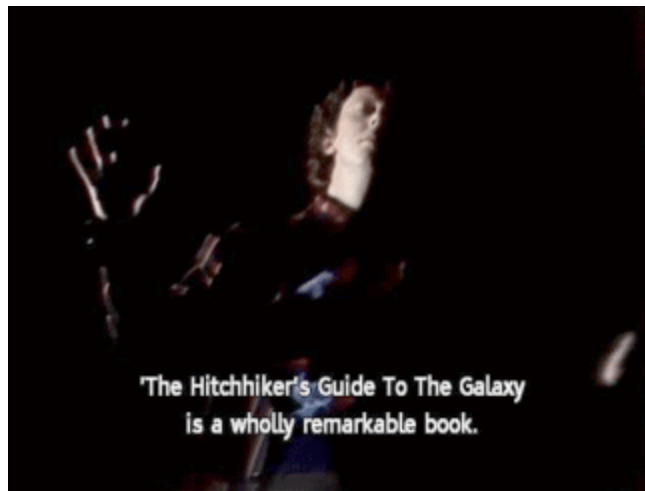 'The Hitchhiker's Guide To The Galaxy
is a wholly remarkable book.